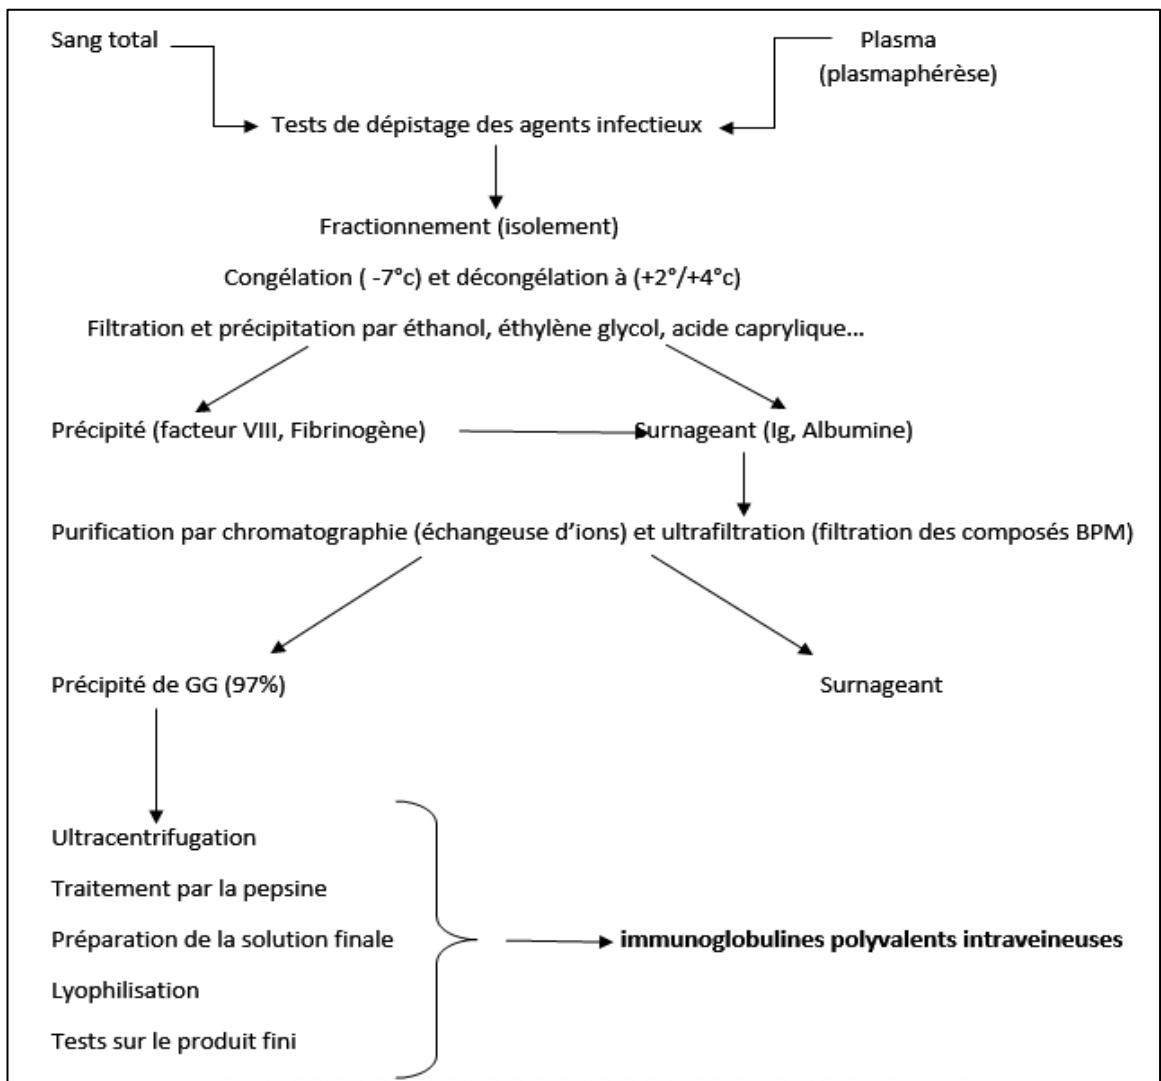 Sang total
Plasma
(plasmaphérèse)
Tests de dépistage des agents infectieux
Fractionnement (isolement)
Congélation ( -7°c) et décongélation à (+2°/+4°c)
Filtration et précipitation par éthanol, éthylène glycol, acide caprylique...
Précipité (facteur VIII, Fibrinogène)
Surnageant (Ig, Albumine)
Purification par chromatographie (échangeuse d'ions) et ultrafiltration (filtration des composés BPM)
Précipité de GG (97%)
Surnageant
Ultracentrifugation
Traitement par la pepsine
Préparation de la solution finale
immunoglobulines polyvalents intraveineuses
Lyophilisation
Tests sur le produit fini